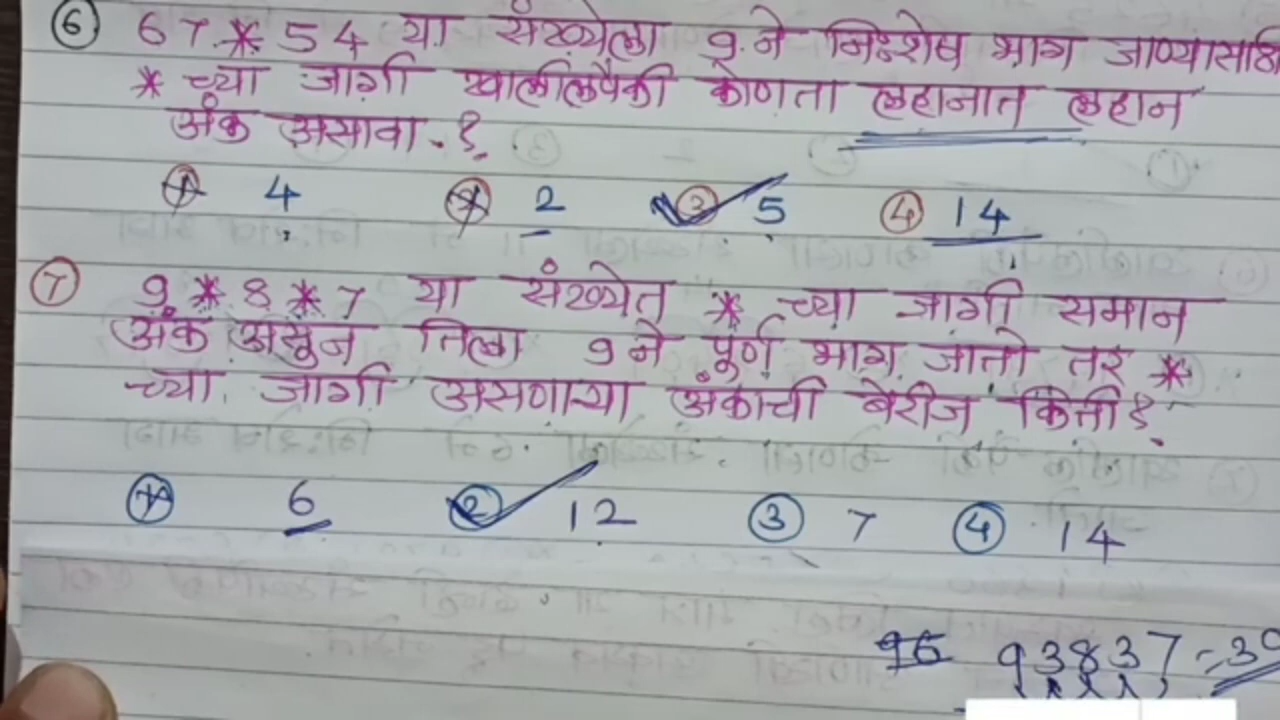 ⑥ 67*54 या संख्येला 9 ने निःशेष भाग जाण्यासाठी
* च्या जागी खालीलपैकी कोणता लहानात लहान
अंक असावा.?
① 4 ② 2 ③ 5 ④ 14
⑦ 9*8*7 या संख्येत * च्या जागी समान
अंक असुन तिला 9 ने पूर्ण भाग जातो तर *
च्या जागी असणाऱ्या अंकाची बेरीज किती?
① 6 ② 12 ③ 7 ④ 14
93837 = 30